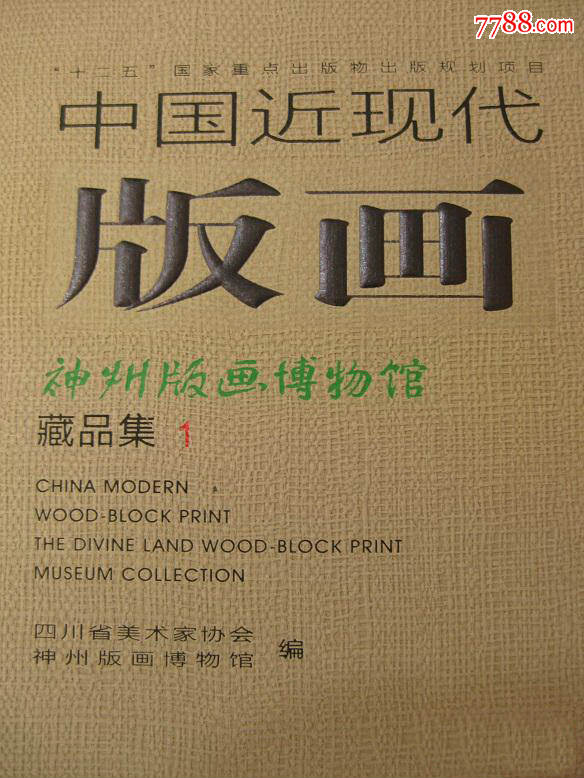 7788.com
“十二五”国家重点出版物出版规划项目
中国近现代
版画
神州版画博物馆
藏品集 1
CHINA MODERN
WOOD-BLOCK PRINT
THE DIVINE LAND WOOD-BLOCK PRINT
MUSEUM COLLECTION
四川省美术家协会
神州版画博物馆 编